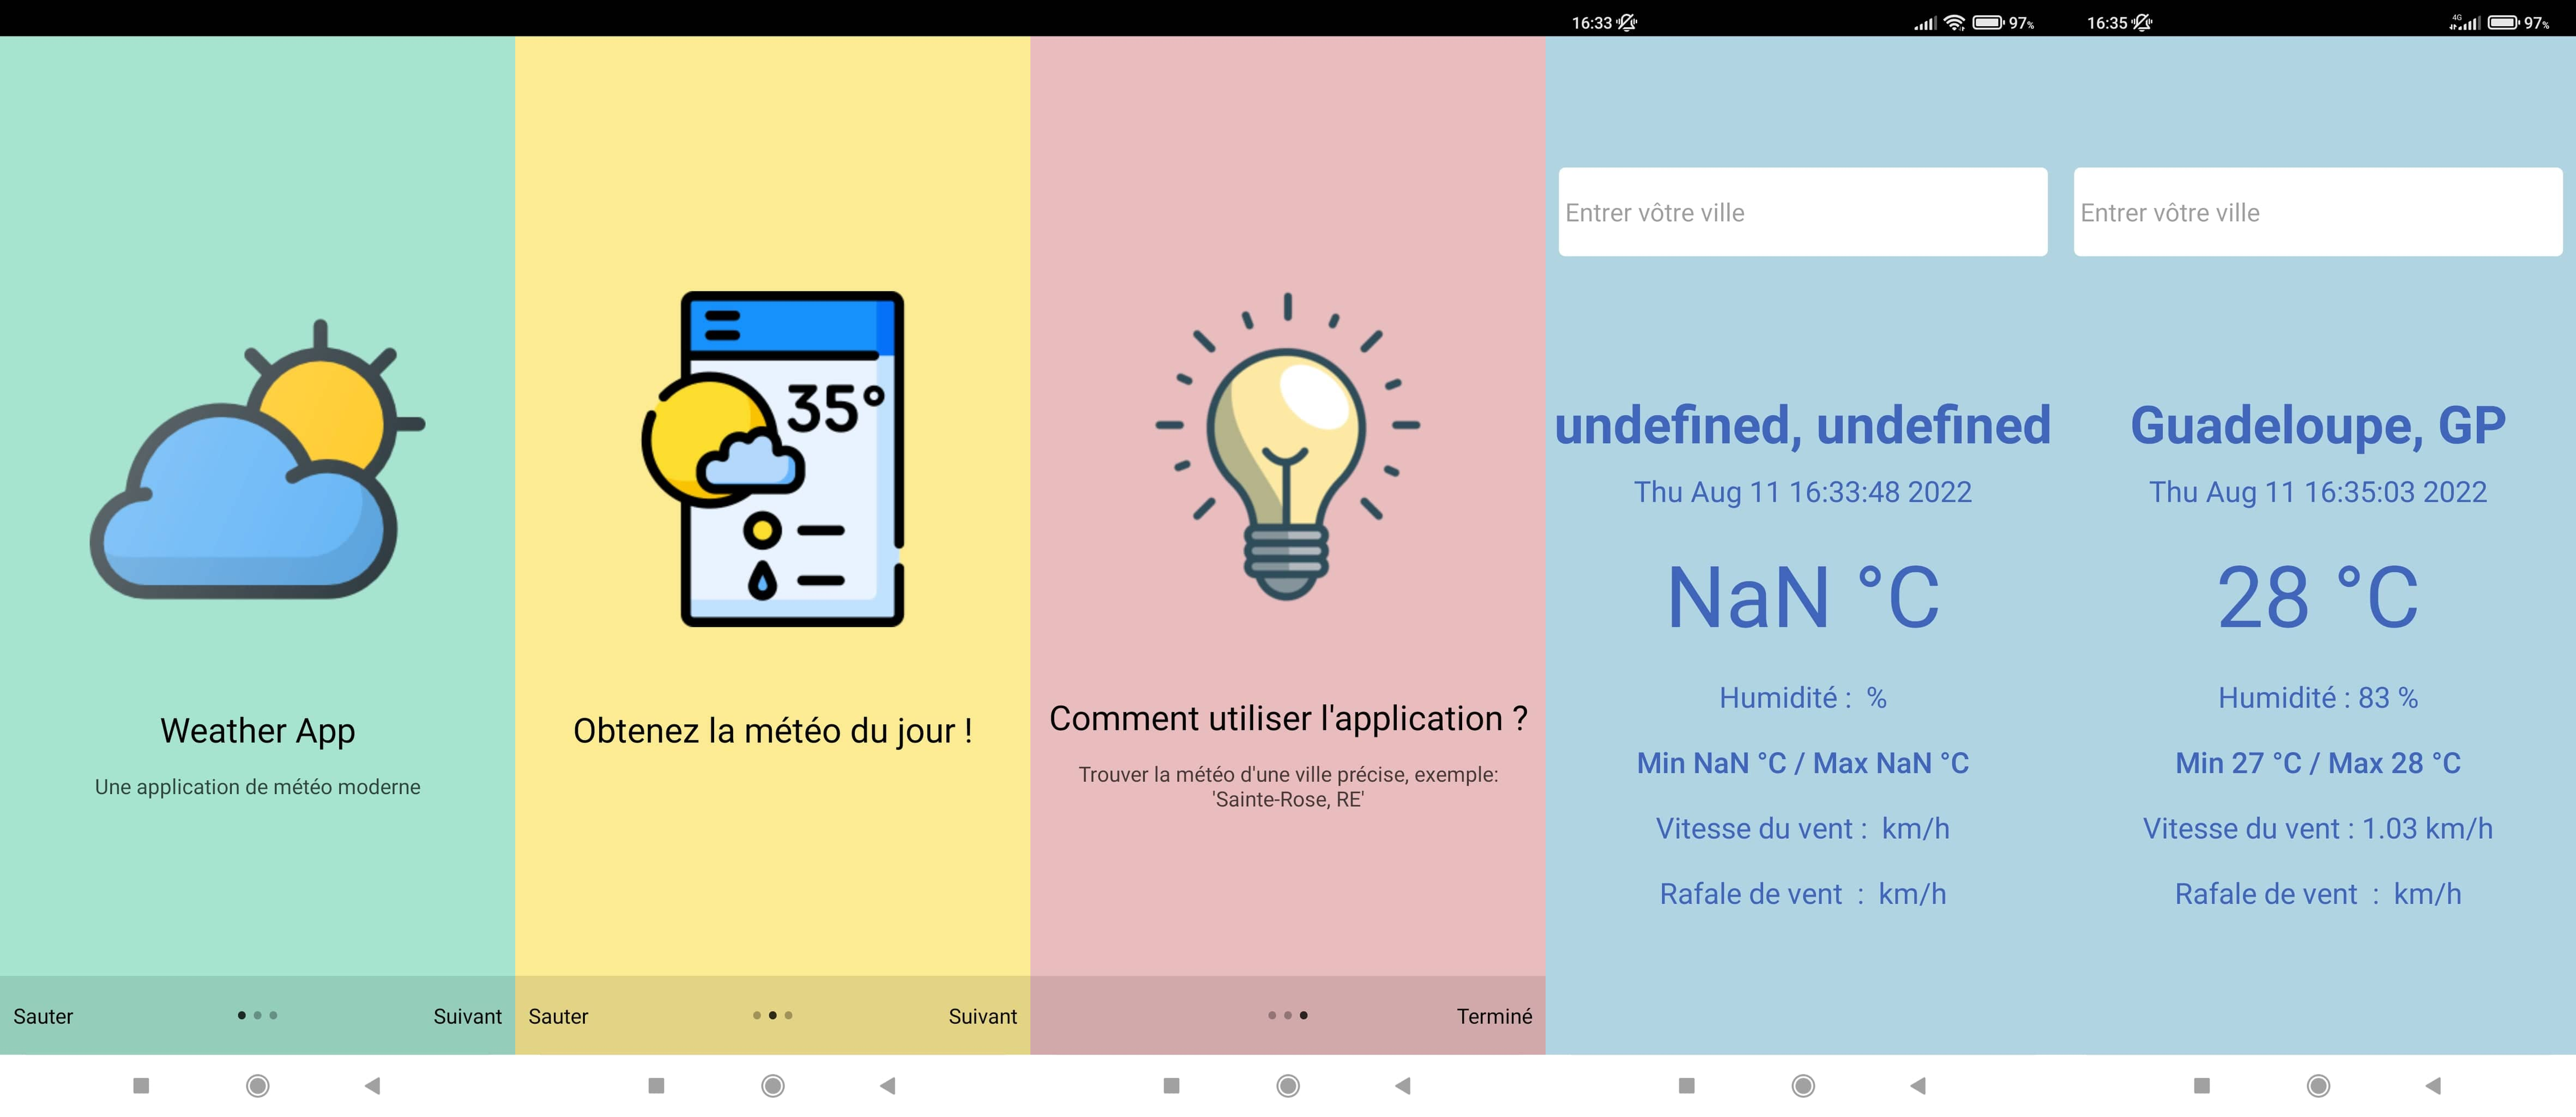 Weather App
Une application de météo moderne
Sauter
Suivant
35°
Obtenez la météo du jour !
Sauter
Suivant
Comment utiliser l'application ?
Trouver la météo d'une ville précise, exemple:
'Sainte-Rose, RE'
Terminé
16:33
97%
Entrer vôtre ville
undefined, undefined
Thu Aug 11 16:33:48 2022
NaN °C
Humidité :  %
Min NaN °C / Max NaN °C
Vitesse du vent :  km/h
Rafale de vent  :  km/h
16:35
4G
97%
Entrer vôtre ville
Guadeloupe, GP
Thu Aug 11 16:35:03 2022
28 °C
Humidité : 83 %
Min 27 °C / Max 28 °C
Vitesse du vent : 1.03 km/h
Rafale de vent  :  km/h